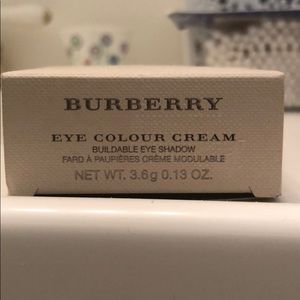 BURBERRY
EYE COLOUR CREAM
BUILDABLE EYE SHADOW
FARD À PAUPIÈRES CRÈME MODULABLE
NET WT. 3.6g 0.13 OZ.